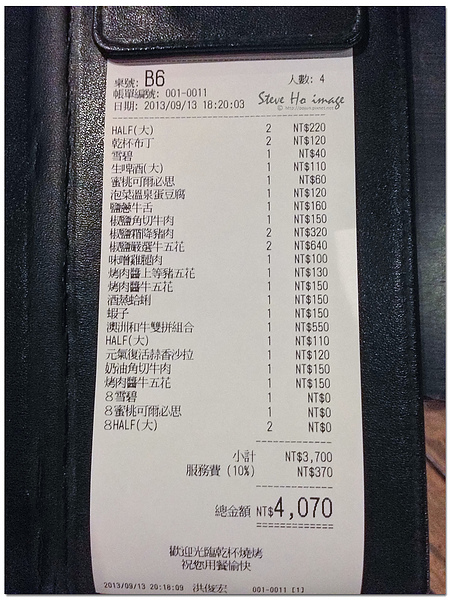 桌號: B6 人數: 4
帳單編號: 001-0011
日期: 2013/09/13 18:20:03
Steve Ho image
HALF(大) 2 NT$220
乾杯布丁 2 NT$120
雪碧 1 NT$40
生啤酒(大) 1 NT$110
蜜桃可爾必思 1 NT$60
泡菜溫泉蛋豆腐 1 NT$120
鹽蔥牛舌 1 NT$160
椒鹽角切牛肉 1 NT$150
椒鹽霜降豬肉 2 NT$320
椒鹽嚴選牛五花 2 NT$640
味噌雞腿肉 1 NT$100
烤肉醬上等豬五花 1 NT$130
烤肉醬牛五花 1 NT$150
酒蒸蛤蜊 1 NT$150
蝦子 1 NT$150
澳洲和牛雙拼組合 1 NT$550
HALF(大) 1 NT$110
元氣復活蒜香沙拉 1 NT$120
奶油角切牛肉 1 NT$150
烤肉醬牛五花 1 NT$150
8雪碧 1 NT$0
8蜜桃可爾必思 1 NT$0
8HALF(大) 2 NT$0
小計 NT$3,700
服務費 (10%) NT$370
總金額 NT$4,070
歡迎光臨乾杯燒烤
祝您用餐愉快
2013/09/13 20:18:09 洪俊宏 001-0011 [1]